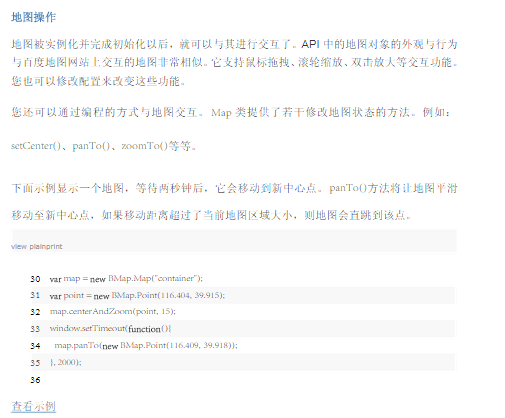 地图操作
地图被实例化并完成初始化以后，就可以与其进行交互了。API 中的地图对象的外观与行为
与百度地图网站上交互的地图非常相似。它支持鼠标拖拽、滚轮缩放、双击放大等交互功能。
您也可以修改配置来改变这些功能。
您还可以通过编程的方式与地图交互。 Map 类提供了若干修改地图状态的方法。例如：
setCenter()、panTo()、zoomTo()等等。
下面示例显示一个地图，等待两秒钟后，它会移动到新中心点。panTo()方法将让地图平滑
移动至新中心点，如果移动距离超过了当前地图区域大小，则地图会直跳到该点。
view plainprint
30 var map = new BMap.Map("container");
31 var point = new BMap.Point(116.404, 39.915);
32 map.centerAndZoom(point, 15);
33 window.setTimeout(function(){
34 map.panTo(new BMap.Point(116.409, 39.918));
35 }, 2000);
36
查看示例